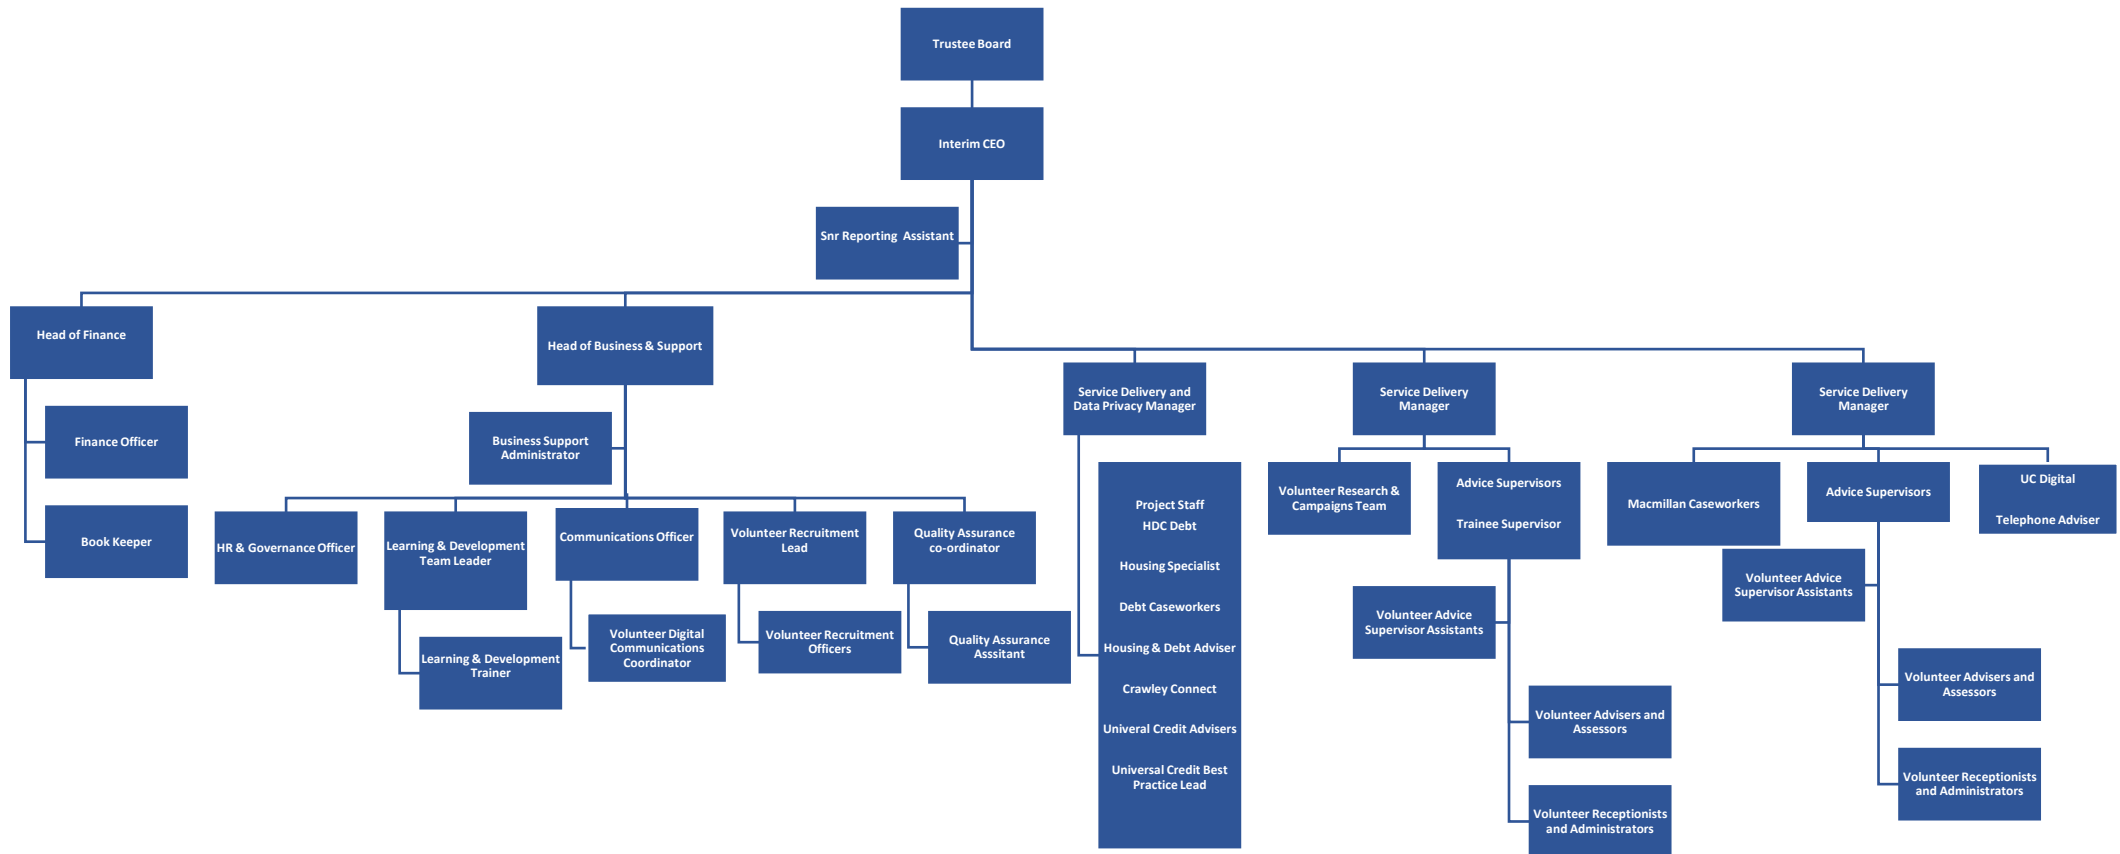 Trustee Board
Interim CEO
Snr Reporting Assistant
Head of Finance
Finance Officer
Book Keeper
Head of Business & Support
Business Support
Administrator
HR & Governance Officer
Learning & Development
Team Leader
Learning & Development
Trainer
Communications Officer
Volunteer Digital
Communications
Coordinator
Volunteer Recruitment
Lead
Volunteer Recruitment
Officers
Quality Assurance
co-ordinator
Quality Assurance
Asssitant
Service Delivery and
Data Privacy Manager
Project Staff
HDC Debt
Housing Specialist
Debt Caseworkers
Housing & Debt Adviser
Crawley Connect
Univeral Credit Advisers
Universal Credit Best
Practice Lead
Service Delivery
Manager
Volunteer Research &
Campaigns Team
Advice Supervisors
Trainee Supervisor
Volunteer Advice
Supervisor Assistants
Volunteer Advisers and
Assessors
Volunteer Receptionists
and Administrators
Service Delivery
Manager
Macmillan Caseworkers
Advice Supervisors
UC Digital
Telephone Adviser
Volunteer Advice
Supervisor Assistants
Volunteer Advisers and
Assessors
Volunteer Receptionists
and Administrators